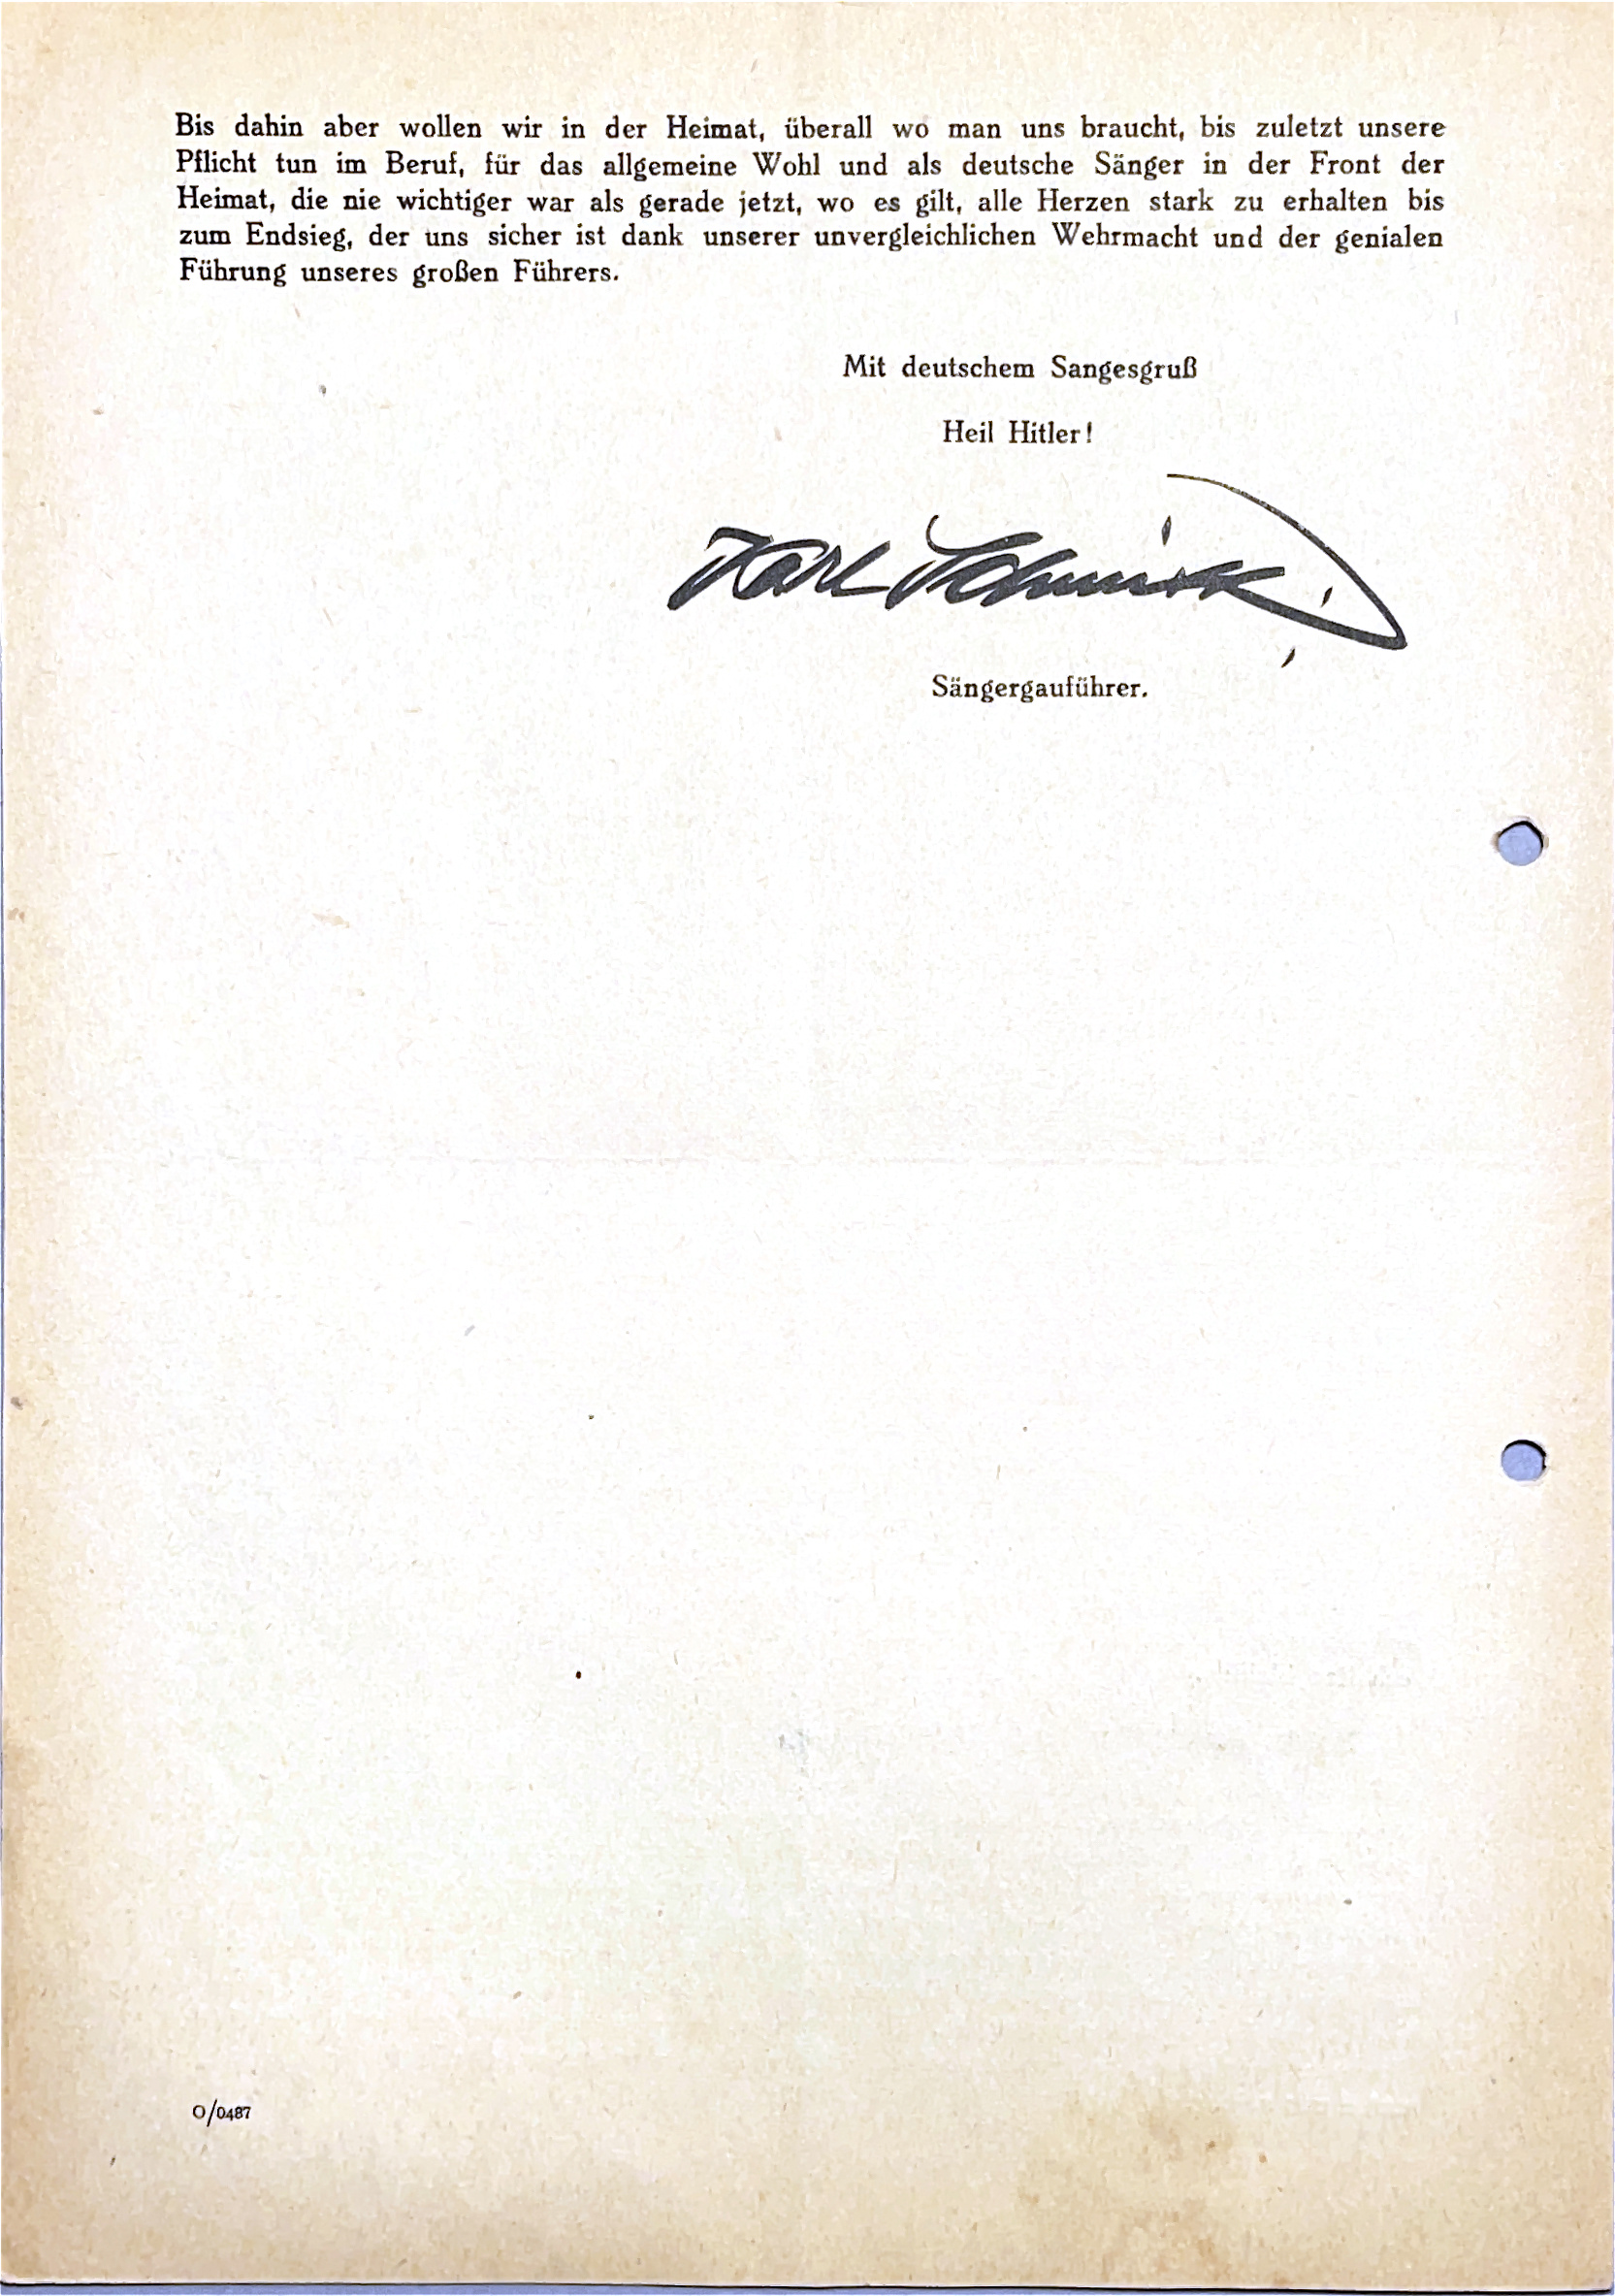 Bis dahin aber wollen wir in der Heimat, überall wo man uns braucht, bis zuletzt unsere
Pflicht tun im Beruf, für das allgemeine Wohl und als deutsche Sänger in der Front der
Heimat, die nie wichtiger war als gerade jetzt, wo es gilt, alle Herzen stark zu erhalten bis
zum Endsieg, der uns sicher ist dank unserer unvergleichlichen Wehrmacht und der genialen
Führung unseres großen Führers.
Mit deutschem Sangesgruß
Heil Hitler!
Karl
Sängergauführer.
O/0487